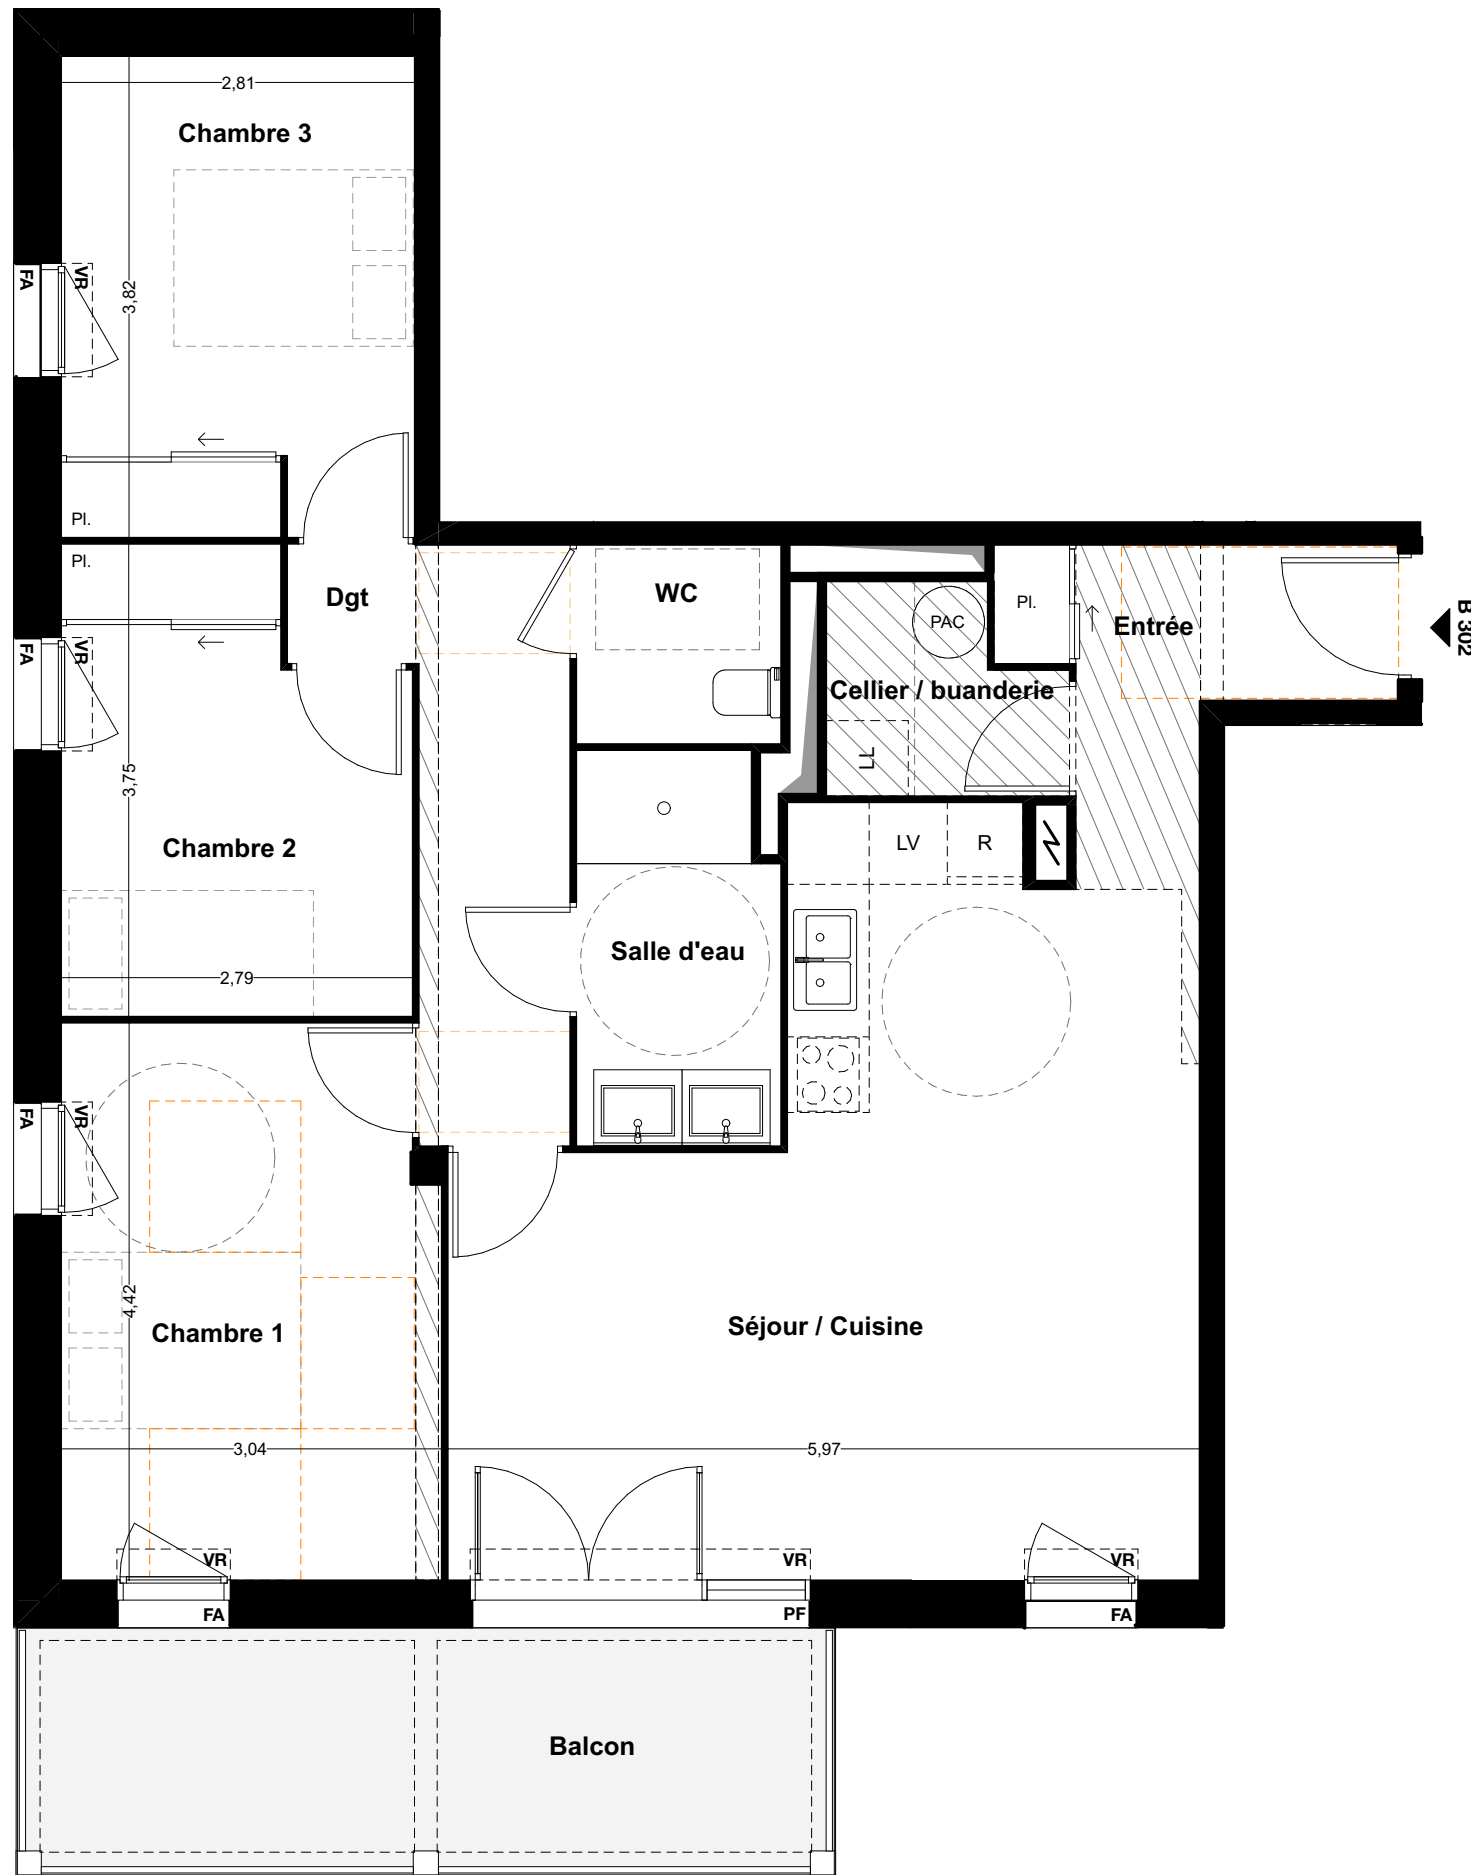 2,81
Chambre 3
FA
VR
3,82
Pl.
Pl.
Dgt
WC
PAC
Pl.
Entrée
B 302
FA
VR
Cellier / buanderie
LL
3,75
Chambre 2
LV
R
Salle d'eau
2,79
FA
VR
4,42
Chambre 1
Séjour / Cuisine
3,04
5,97
VR
VR
VR
FA
PF
FA
Balcon